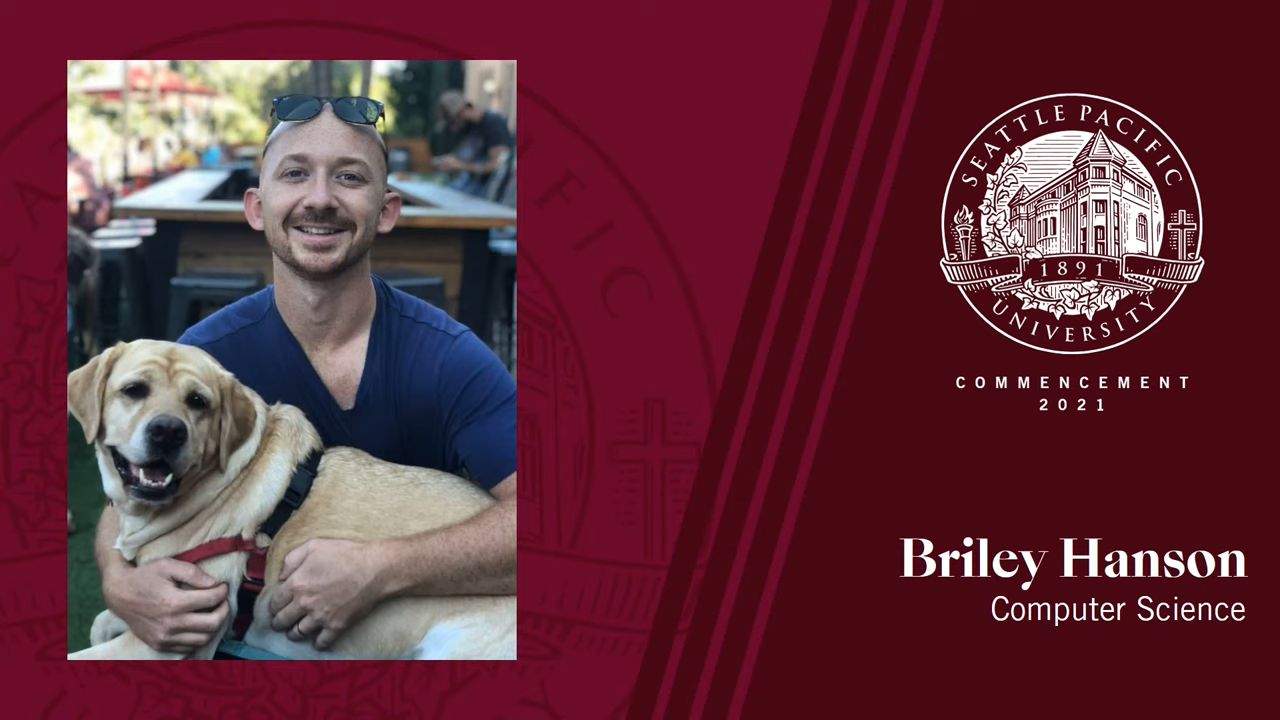 SEATTLE PACIFIC
1891
UNIVERSITY
COMMENCEMENT
2021
Briley Hanson
Computer Science